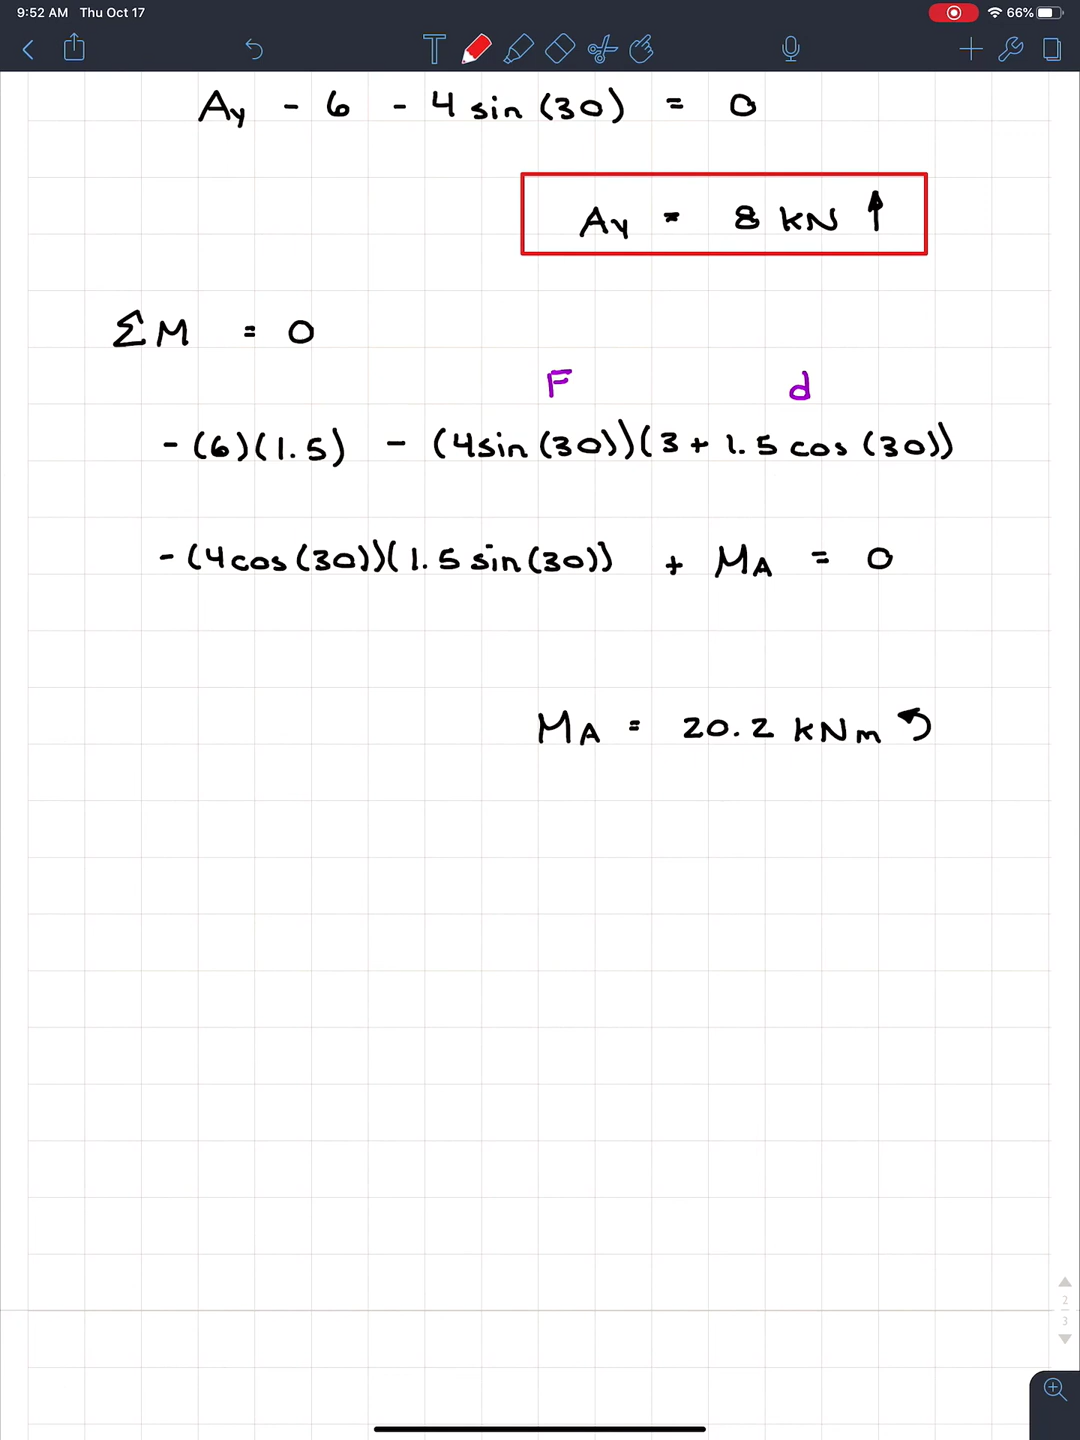 9:52 AM Thu Oct 17
66%
T
Ay - 6 - 4 sin (30) = 0
Ay = 8 kN ↑
ΣM = 0
F d
-(6)(1.5) - (4sin (30))(3 + 1.5 cos (30))
-(4cos (30))(1.5 sin (30)) + MA = 0
MA = 20.2 kNm ↺
2
3